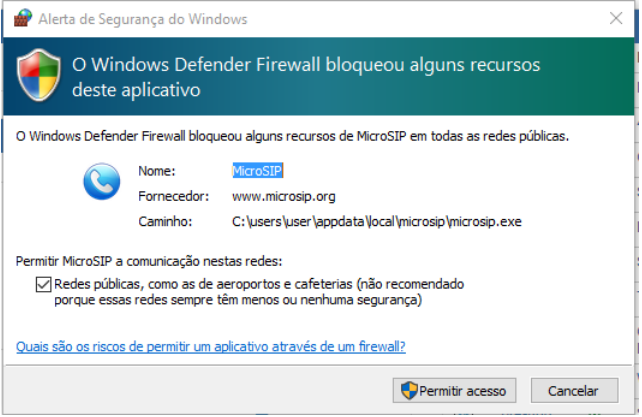 Alerta de Segurança do Windows
O Windows Defender Firewall bloqueou alguns recursos
deste aplicativo
O Windows Defender Firewall bloqueou alguns recursos de MicroSIP em todas as redes públicas.
Nome: MicroSIP
Fornecedor: www.microsip.org
Caminho: C:\users\user\appdata\local\microsip\microsip.exe
Permitir MicroSIP a comunicação nestas redes:
Redes públicas, como as de aeroportos e cafeterias (não recomendado
porque essas redes sempre têm menos ou nenhuma segurança)
Quais são os riscos de permitir um aplicativo através de um firewall?
Permitir acesso Cancelar